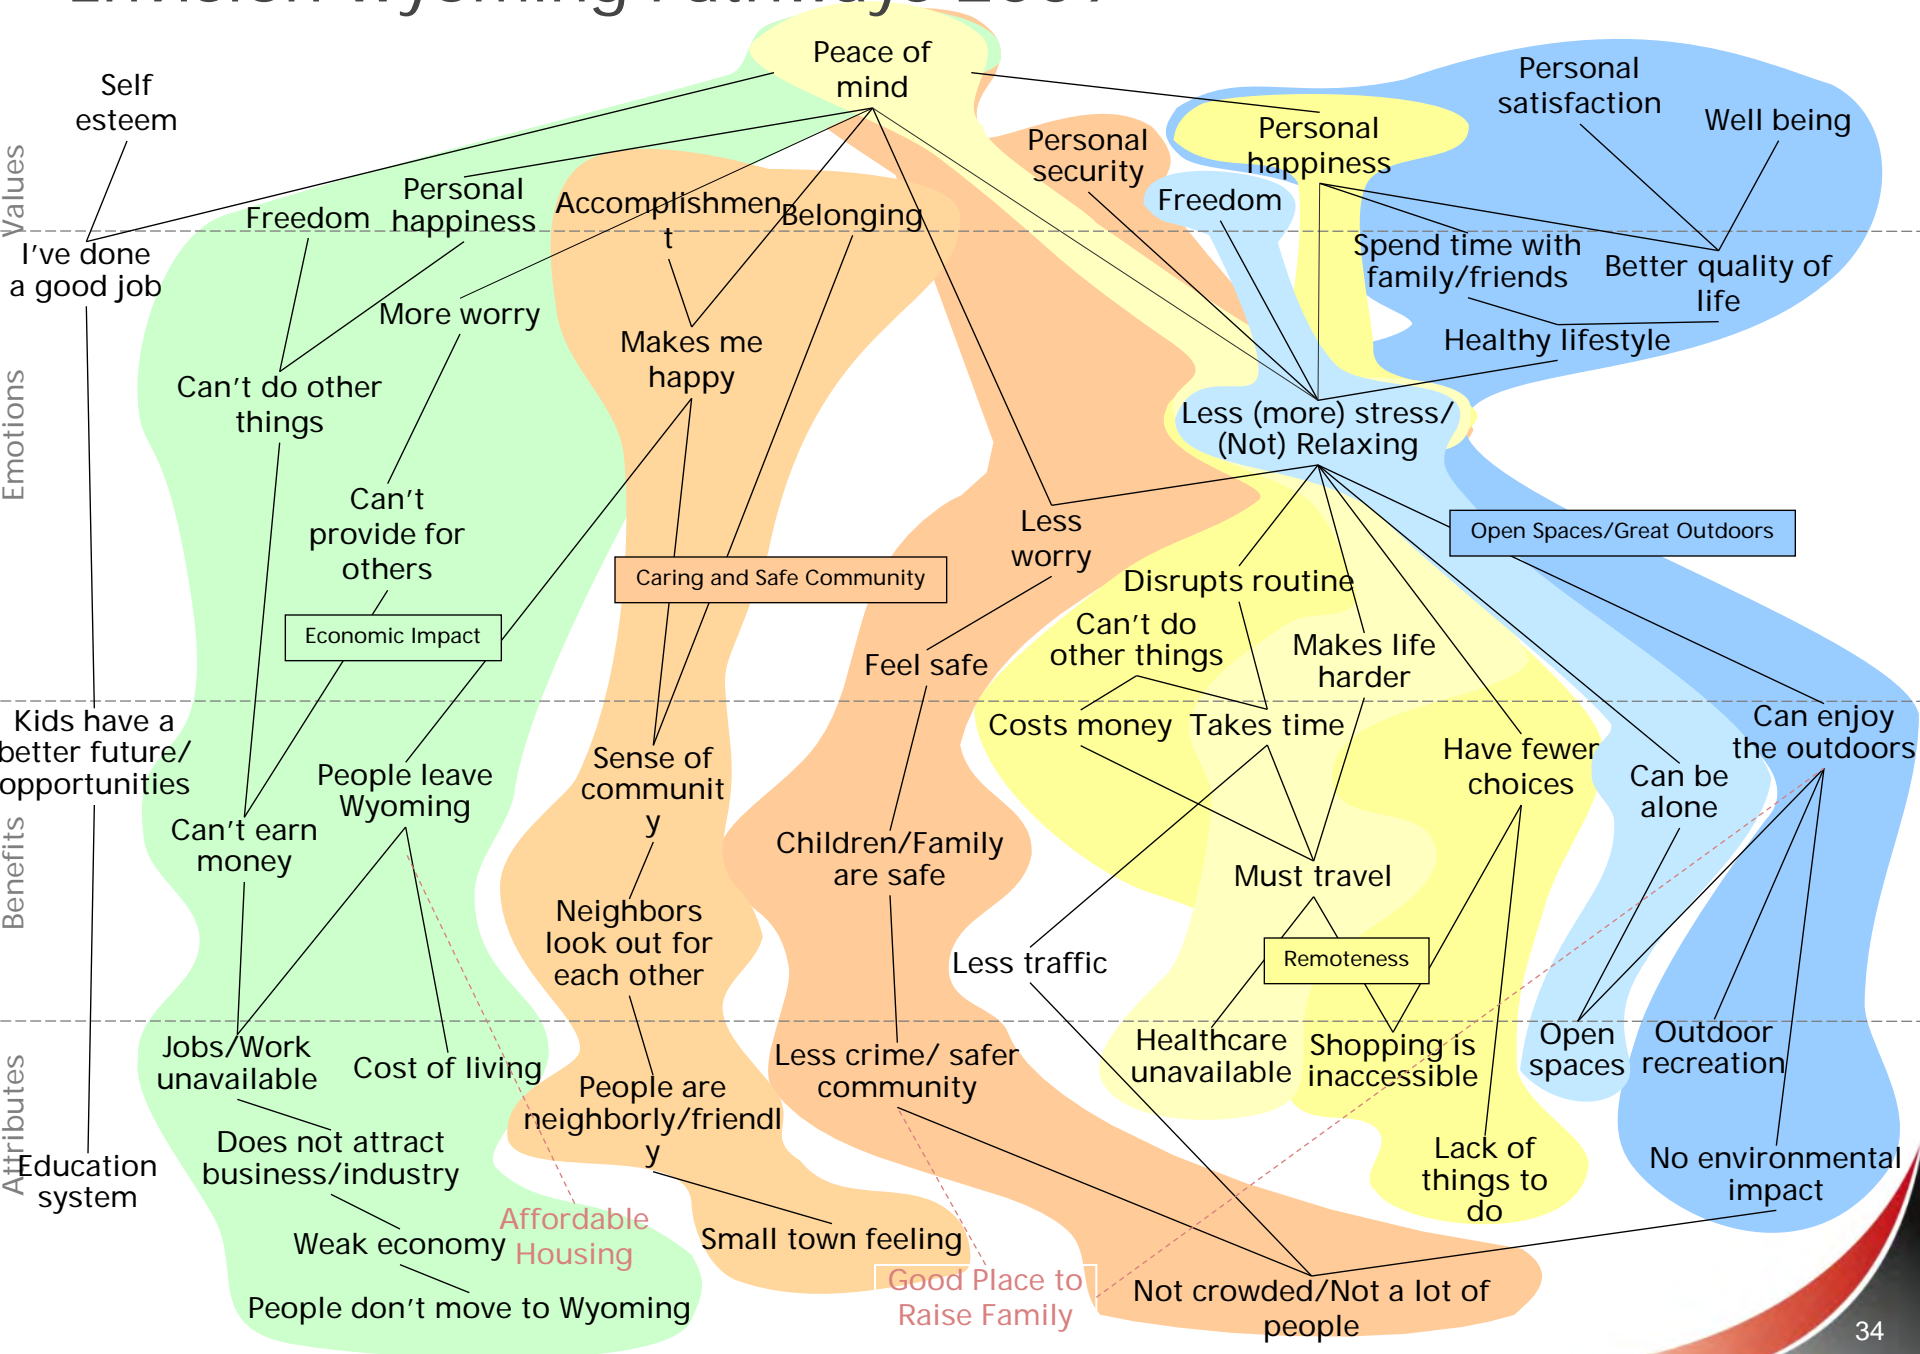 Peace of
mind
Self
esteem
Personal
satisfaction
Well being
Personal
security
Personal
happiness
Values
Freedom
Personal
happiness
Accomplishmen
t
Belonging
Freedom
I've done
a good job
Spend time with
family/friends
Better quality of
life
More worry
Makes me
happy
Healthy lifestyle
Emotions
Can't do other
things
Less (more) stress/
(Not) Relaxing
Can't
provide for
others
Less
worry
Open Spaces/Great Outdoors
Caring and Safe Community
Disrupts routine
Economic Impact
Can't do
other things
Makes life
harder
Feel safe
Kids have a
better future/
opportunities
Costs money
Takes time
Can enjoy
the outdoors
Have fewer
choices
Sense of
communit
y
People leave
Wyoming
Can be
alone
Benefits
Can't earn
money
Children/Family
are safe
Must travel
Neighbors
look out for
each other
Less traffic
Remoteness
Attributes
Jobs/Work
unavailable
Cost of living
Less crime/ safer
community
Healthcare
unavailable
Shopping is
inaccessible
Open
spaces
Outdoor
recreation
People are
neighborly/friendl
y
Does not attract
business/industry
Education
system
Lack of
things to
do
No environmental
impact
Affordable
Housing
Weak economy
Small town feeling
Good Place to
Raise Family
People don't move to Wyoming
Not crowded/Not a lot of
people
34